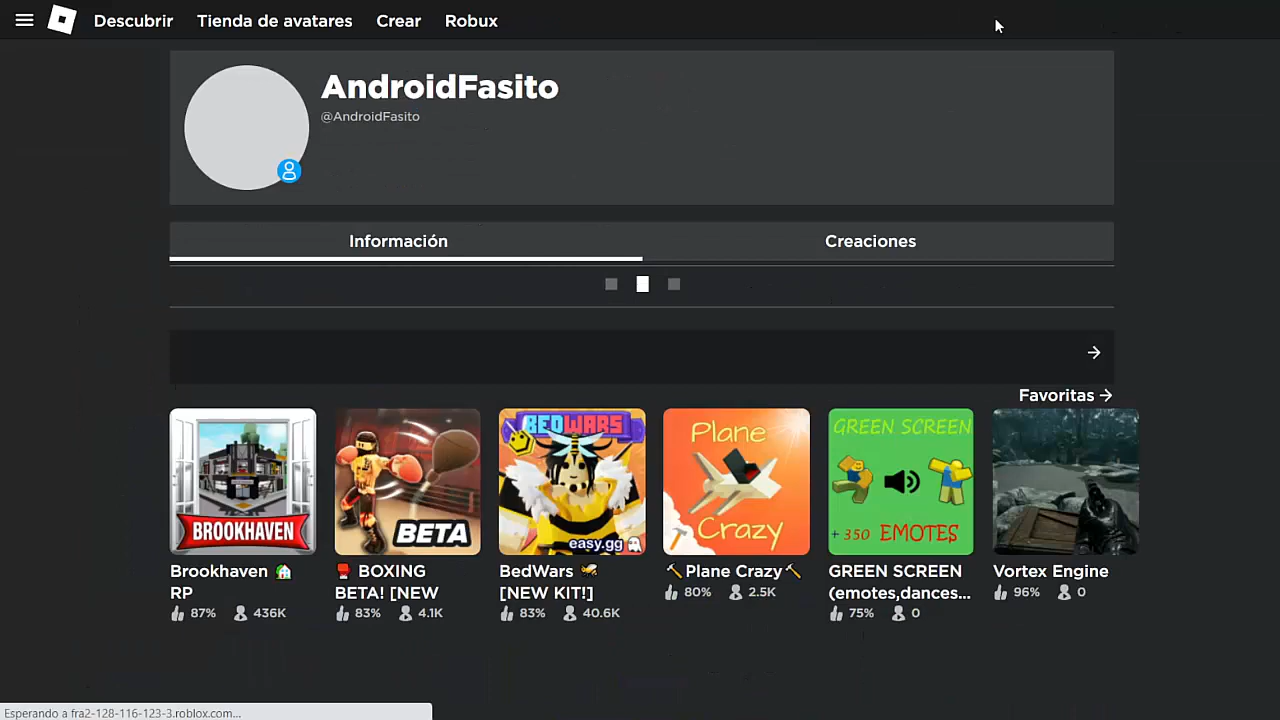 Descubrir Tienda de avatares Crear Robux
AndroidFasito
@AndroidFasito
Información Creaciones
Favoritas →
BROOKHAVEN
BETA
BEDWARS
easy.gg
Plane
Crazy
GREEN SCREEN
+ 350 EMOTES
Brookhaven 🏡
RP
87% 436K
🥊 BOXING
BETA! [NEW
83% 4.1K
BedWars 🐝
[NEW KIT!]
83% 40.6K
🔨Plane Crazy🔨
80% 2.5K
GREEN SCREEN
(emotes,dances...
75% 0
Vortex Engine
96% 0
Esperando a fra2-128-116-123-3.roblox.com...